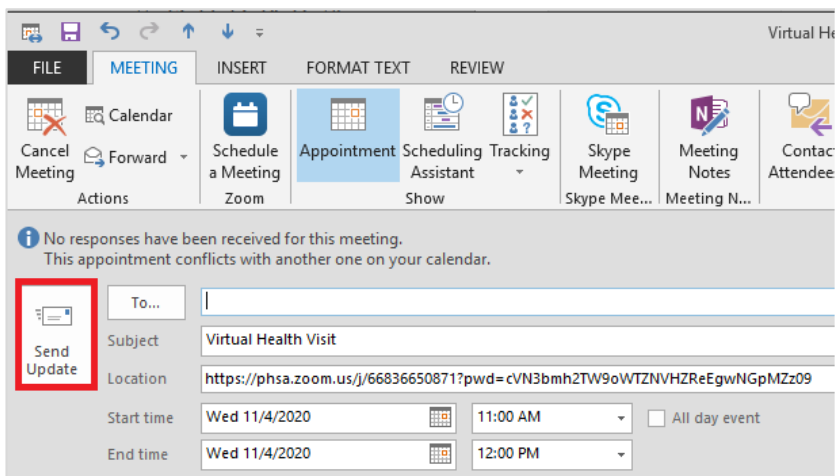 Virtual He
FILE MEETING INSERT FORMAT TEXT REVIEW
Cancel Meeting
Calendar
Forward
Actions
Schedule a Meeting
Zoom
Appointment
Scheduling Assistant
Tracking
Show
Skype Meeting
Skype Mee...
Meeting Notes
Meeting N...
Contac
Attendee
No responses have been received for this meeting.
This appointment conflicts with another one on your calendar.
Send Update
To...
Subject Virtual Health Visit
Location https://phsa.zoom.us/j/66836650871?pwd=cVN3bmh2TW9oWTZNVHZReEgwNGpMZz09
Start time Wed 11/4/2020 11:00 AM All day event
End time Wed 11/4/2020 12:00 PM